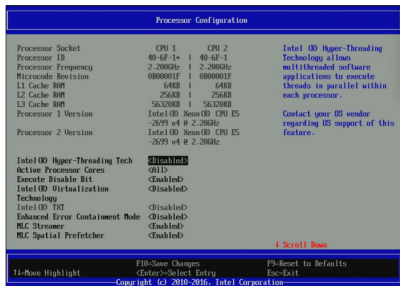 Processor Configuration
Processor Socket CPU 1 CPU 2
Processor ID 40-6F-1* | 40-6F-1
Processor Frequency 2.200GHz | 2.200GHz
Microcode Revision 0B00001F | 0B00001F
L1 Cache RAM 64KB | 64KB
L2 Cache RAM 256KB | 256KB
L3 Cache RAM 56320KB | 56320KB
Processor 1 Version Intel(R) Xeon(R) CPU E5
-2699 v4 @ 2.20GHz
Processor 2 Version Intel(R) Xeon(R) CPU E5
-2699 v4 @ 2.20GHz
Intel(R) Hyper-Threading Tech <Disabled>
Active Processor Cores <All>
Execute Disable Bit <Enabled>
Intel(R) Virtualization <Disabled>
Technology
Intel(R) TXT <Disabled>
Enhanced Error Containment Mode <Disabled>
MLC Streamer <Enabled>
MLC Spatial Prefetcher <Enabled>
Intel (R) Hyper-Threading
Technology allows
multithreaded software
applications to execute
threads in parallel within
each processor.
Contact your OS vendor
regarding OS support of this
feature.
↓ Scroll Down
F10=Save Changes F9=Reset to Defaults
↑↓=Move Highlight <Enter>=Select Entry Esc=Exit
Copyright (c) 2010-2016, Intel Corporation